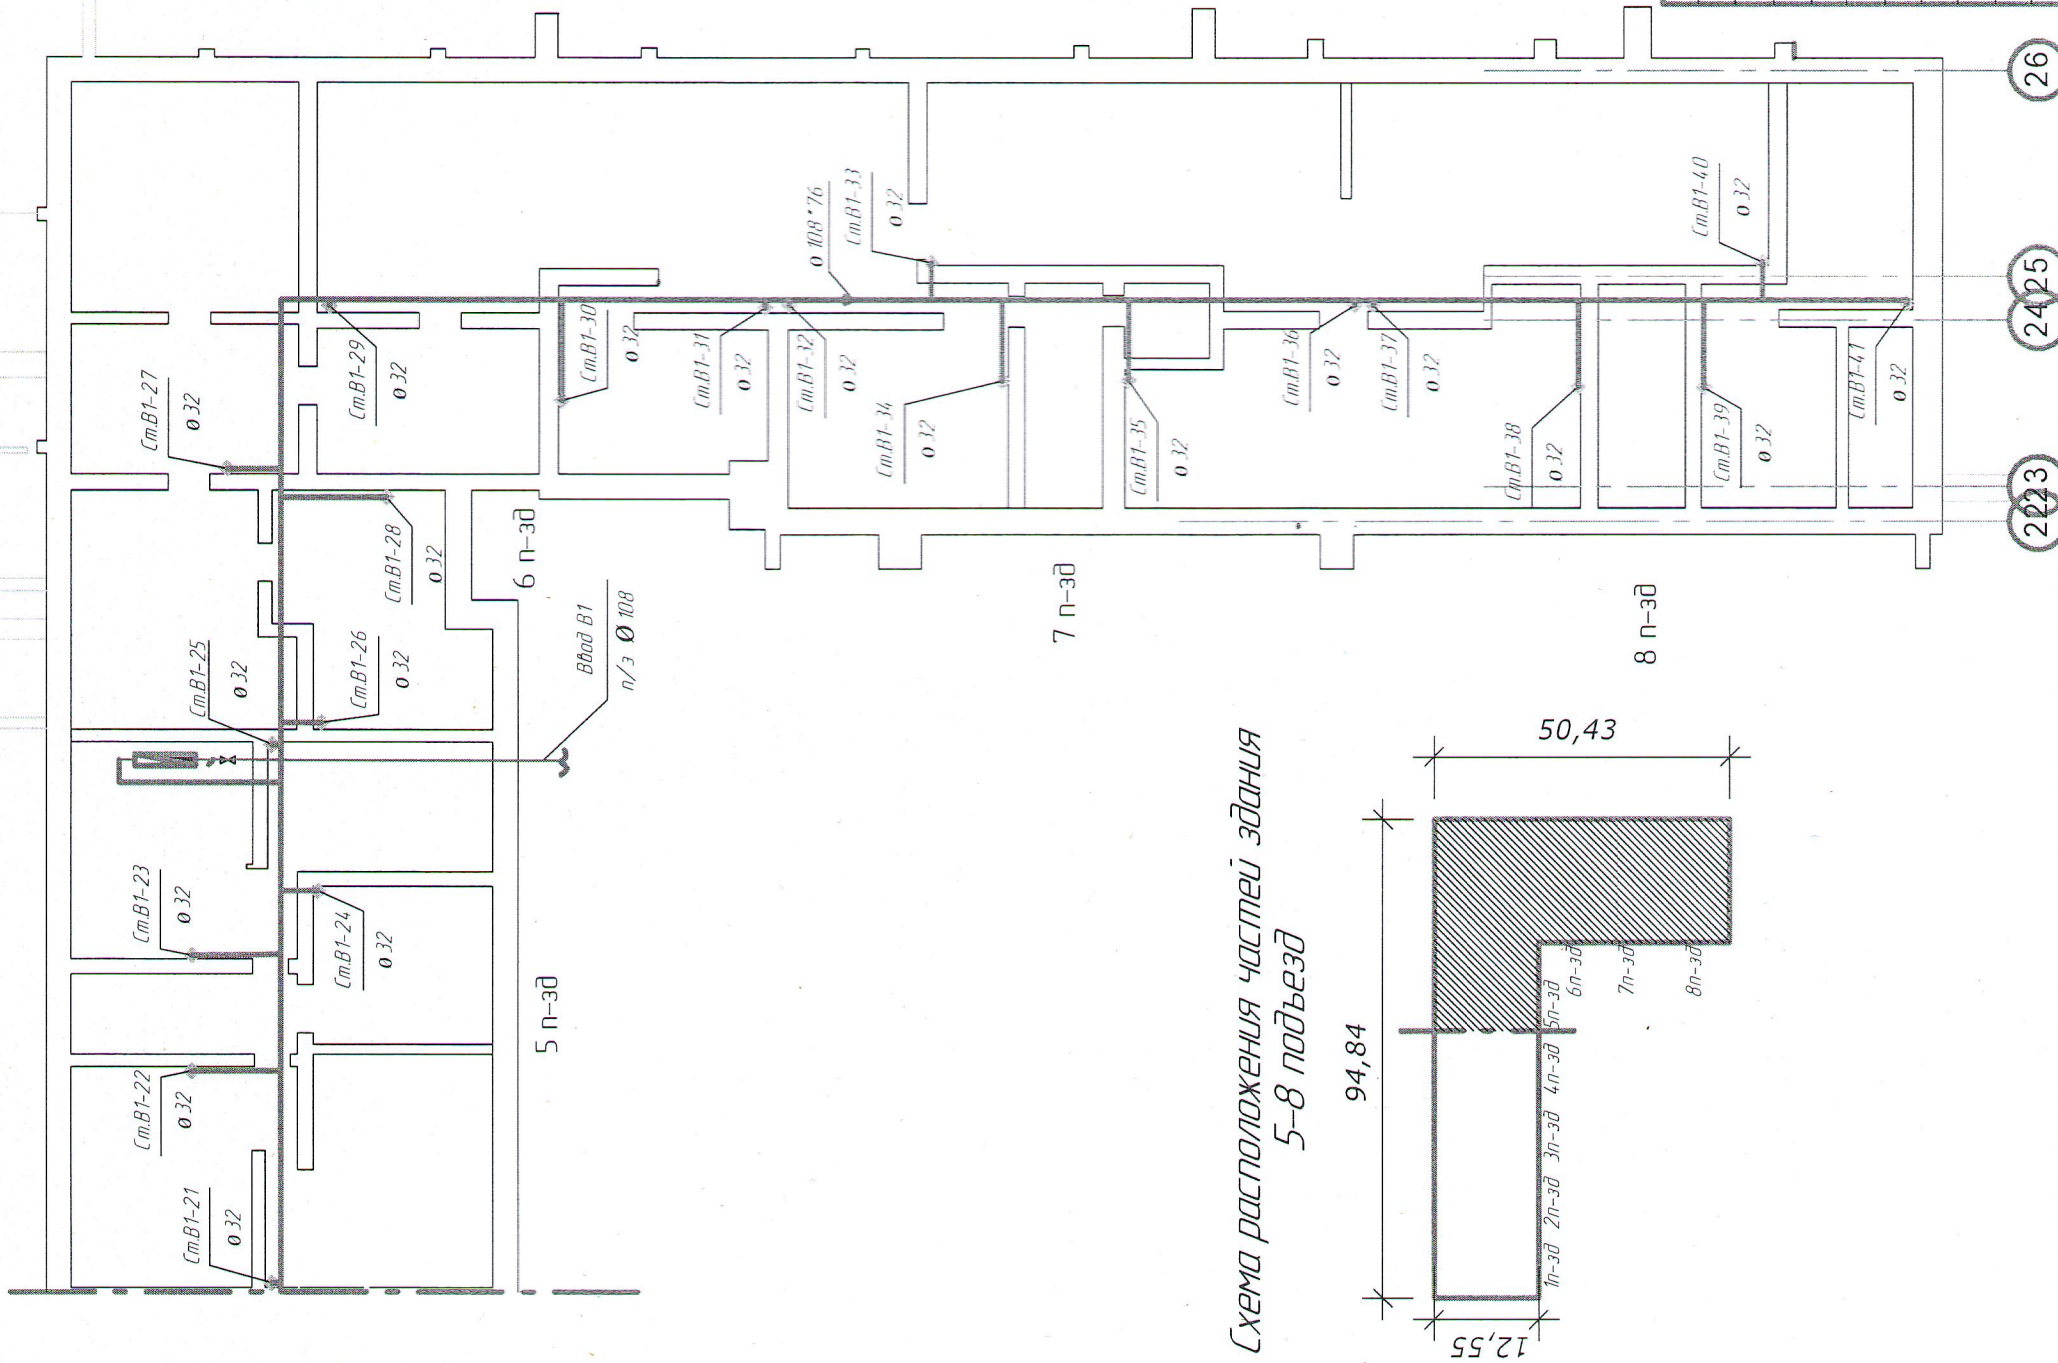 Ст.В1-21
ø 32
Ст.В1-22
ø 32
Ст.В1-23
ø 32
Ст.В1-24
ø 32
Ст.В1-25
ø 32
Ст.В1-26
ø 32
Ст.В1-27
ø 32
Ст.В1-28
ø 32
Ст.В1-29
ø 32
Ст.В1-30
ø 32
Ст.В1-31
ø 32
Ст.В1-32
ø 32
ø 108*76
Ст.В1-33
ø 32
Ст.В1-34
ø 32
Ст.В1-35
ø 32
Ст.В1-36
ø 32
Ст.В1-37
ø 32
Ст.В1-38
ø 32
Ст.В1-39
ø 32
Ст.В1-40
ø 32
Ст.В1-41
ø 32
Ввод В1
п/э Ø 108
5 п-зд
6 п-зд
7 п-зд
8 п-зд
22
23
24
25
26
Схема расположения частей здания
5-8 подъезд
94,84
50,43
12,55
1п-зд
2п-зд
3п-зд
4п-зд
5п-зд
6п-зд
7п-зд
8п-зд